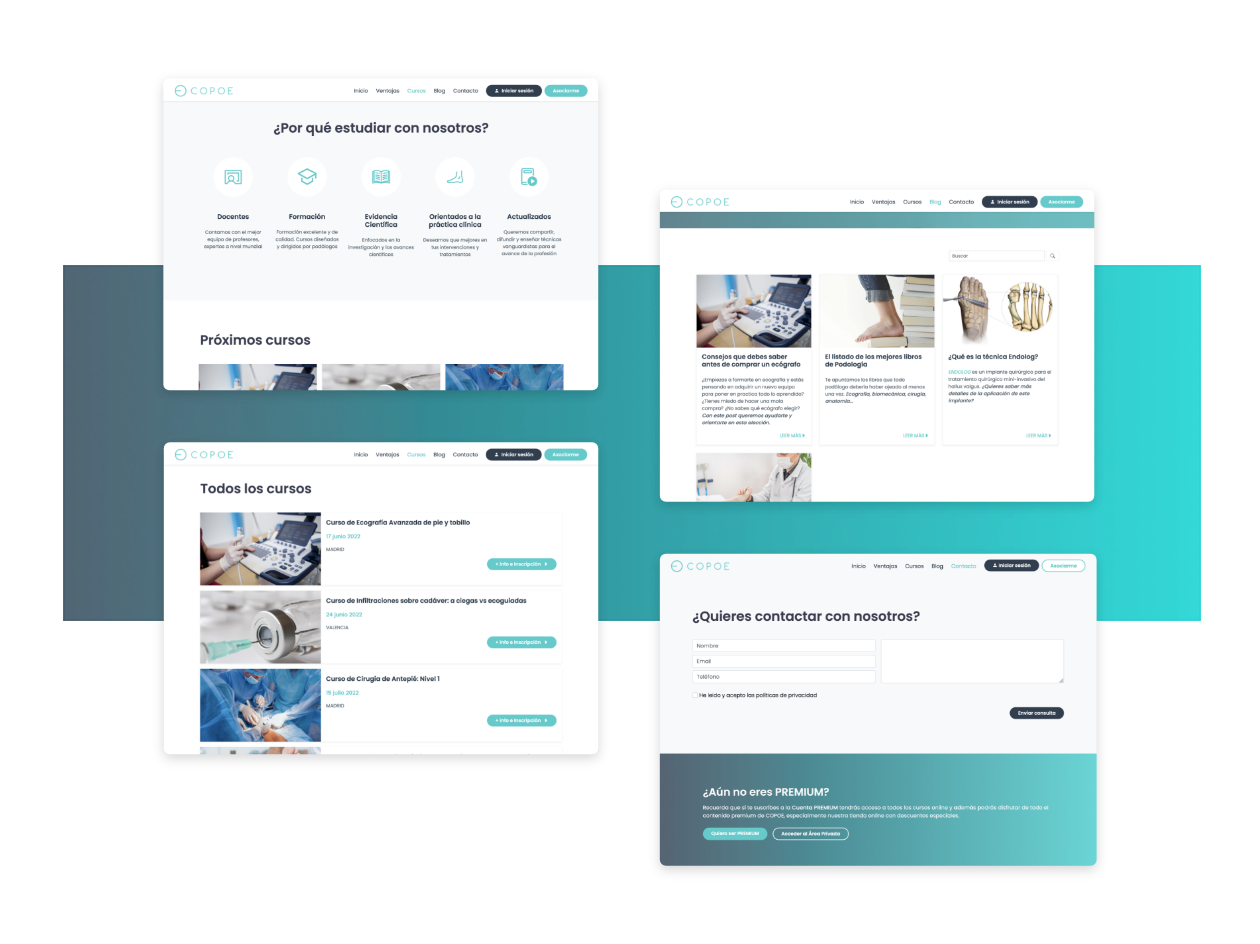 COPOE
Inicio Ventajas Cursos Blog Contacto Iniciar sesión Asociarme
¿Por qué estudiar con nosotros?
Docentes
Contamos con el mejor
equipo de profesores,
expertos a nivel mundial
Formación
Formación excelente y de
calidad. Cursos diseñados
y dirigidos por podólogos
Evidencia
Científica
Enfocados en la
investigación y los avances
científicos
Orientados a la
práctica clínica
Deseamos que mejores en
tus intervenciones y
tratamientos
Actualizados
Queremos compartir,
difundir y enseñar técnicas
vanguardistas para el
avance de la profesión
Próximos cursos
COPOE
Inicio Ventajas Cursos Blog Contacto Iniciar sesión Asociarme
Todos los cursos
Curso de Ecografía Avanzada de pie y tobillo
17 junio 2022
MADRID
+ info e inscripción
Curso de Infiltraciones sobre cadáver: a ciegas vs ecoguiadas
24 junio 2022
VALENCIA
+ info e inscripción
Curso de Cirugía de Antepié: Nivel 1
15 julio 2022
MADRID
+ info e inscripción
COPOE
Inicio Ventajas Cursos Blog Contacto Iniciar sesión Asociarme
Buscar
Consejos que debes saber
antes de comprar un ecógrafo
¿Empiezas a formarte en ecografía y estás
pensando en adquirir un nuevo equipo
para poner en practica todo lo aprendido?
¿Tienes miedo de hacer una mala
compra? ¿No sabes qué ecógrafo elegir?
Con este post queremos ayudarte y
orientarte en esta elección.
LEER MÁS
El listado de los mejores libros
de Podología
Te apuntamos los libros que todo
podólogo debería haber ojeado al menos
una vez. Ecografía, biomecánica, cirugía,
anatomía...
LEER MÁS
¿Qué es la técnica Endolog?
ENDOLOG es un implante quirúrgico para el
tratamiento quirúrgico mini-invasivo del
hallux valgus. ¿Quieres saber más
detalles de la aplicación de este
implante?
LEER MÁS
COPOE
Inicio Ventajas Cursos Blog Contacto Iniciar sesión Asociarme
¿Quieres contactar con nosotros?
Nombre
Email
Teléfono
He leído y acepto las políticas de privacidad
Enviar consulta
¿Aún no eres PREMIUM?
Recuerda que si te suscribes a la Cuenta PREMIUM tendrás acceso a todos los cursos online y además podrás disfrutar de todo el
contenido premium de COPOE, especialmente nuestra tienda online con descuentos especiales.
Quiero ser PREMIUM Acceder al Área Privada